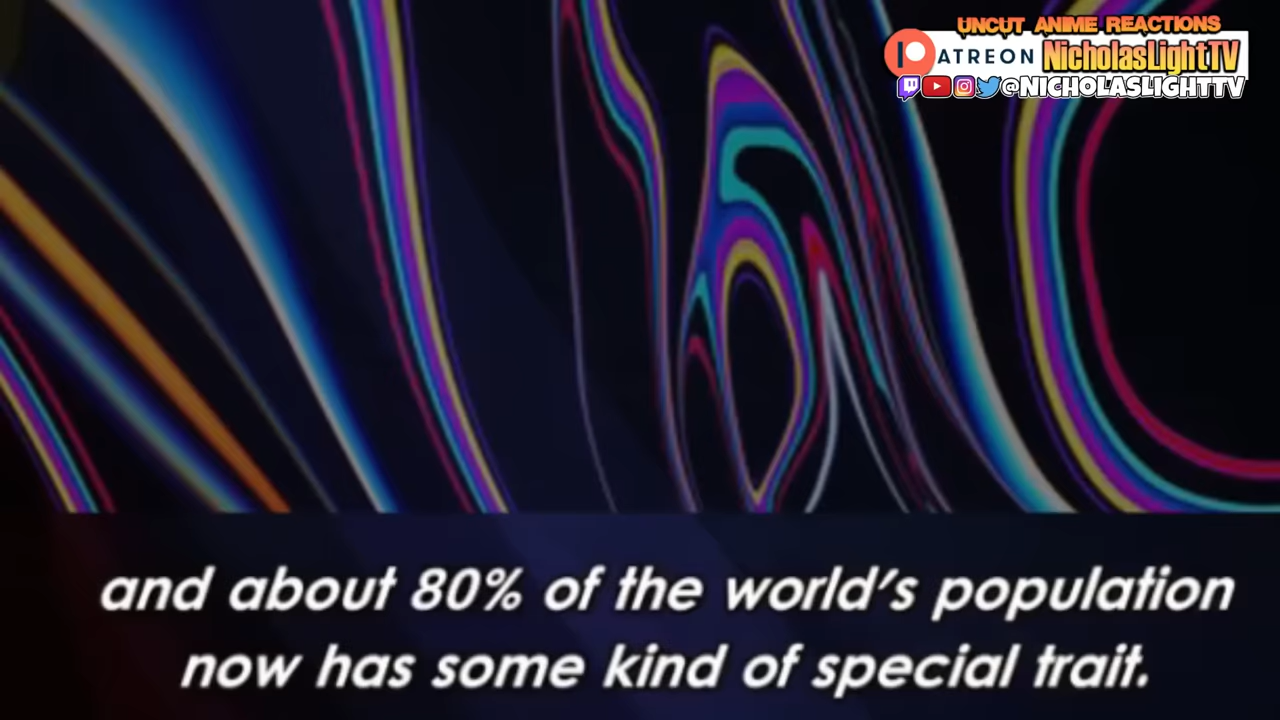 UNCUT ANIME REACTIONS
PATREON NicholasLightTV
@NICHOLASLIGHTTV
and about 80% of the world's population
now has some kind of special trait.